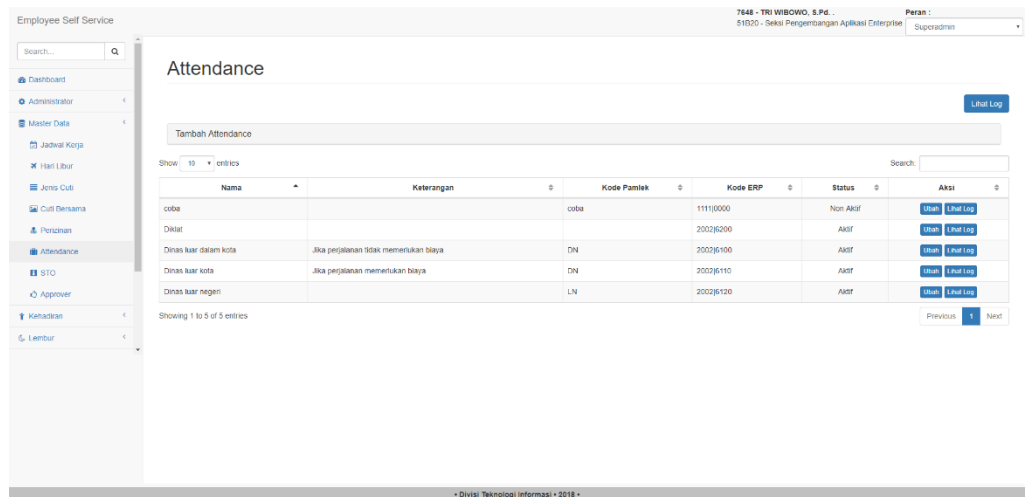 Employee Self Service
7648 - TRI WIBOWO, S.Pd. .
51B20 - Seksi Pengembangan Aplikasi Enterprise
Peran :
Superadmin
Search...
Dashboard
Administrator
Master Data
Jadwal Kerja
Hari Libur
Jenis Cuti
Cuti Bersama
Perizinan
Attendance
STO
Approver
Kehadiran
Lembur
Attendance
Lihat Log
Tambah Attendance
Show 10 entries
Search:
Nama Keterangan Kode Pamlek Kode ERP Status Aksi
coba coba 1111|0000 Non Aktif Ubah Lihat Log
Diklat 2002|6200 Aktif Ubah Lihat Log
Dinas luar dalam kota Jika perjalanan tidak memerlukan biaya DN 2002|6100 Aktif Ubah Lihat Log
Dinas luar kota Jika perjalanan memerlukan biaya DN 2002|6110 Aktif Ubah Lihat Log
Dinas luar negeri LN 2002|6120 Aktif Ubah Lihat Log
Showing 1 to 5 of 5 entries
Previous 1 Next
• Divisi Teknologi Informasi • 2018 •